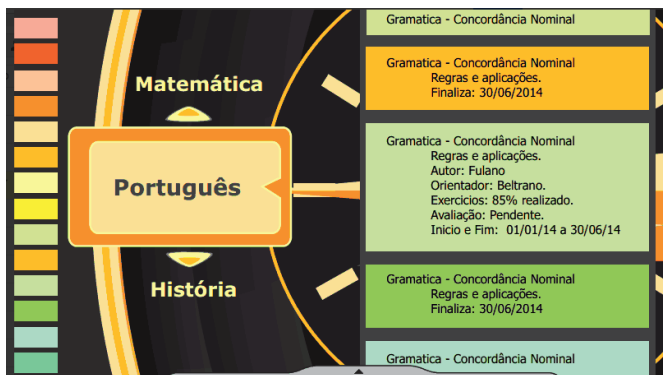 Matemática
Português
História
Gramatica - Concordância Nominal
Gramatica - Concordância Nominal
Regras e aplicações.
Finaliza: 30/06/2014
Gramatica - Concordância Nominal
Regras e aplicações.
Autor: Fulano
Orientador: Beltrano.
Exercicios: 85% realizado.
Avaliação: Pendente.
Inicio e Fim: 01/01/14 a 30/06/14
Gramatica - Concordância Nominal
Regras e aplicações.
Finaliza: 30/06/2014
Gramatica - Concordância Nominal